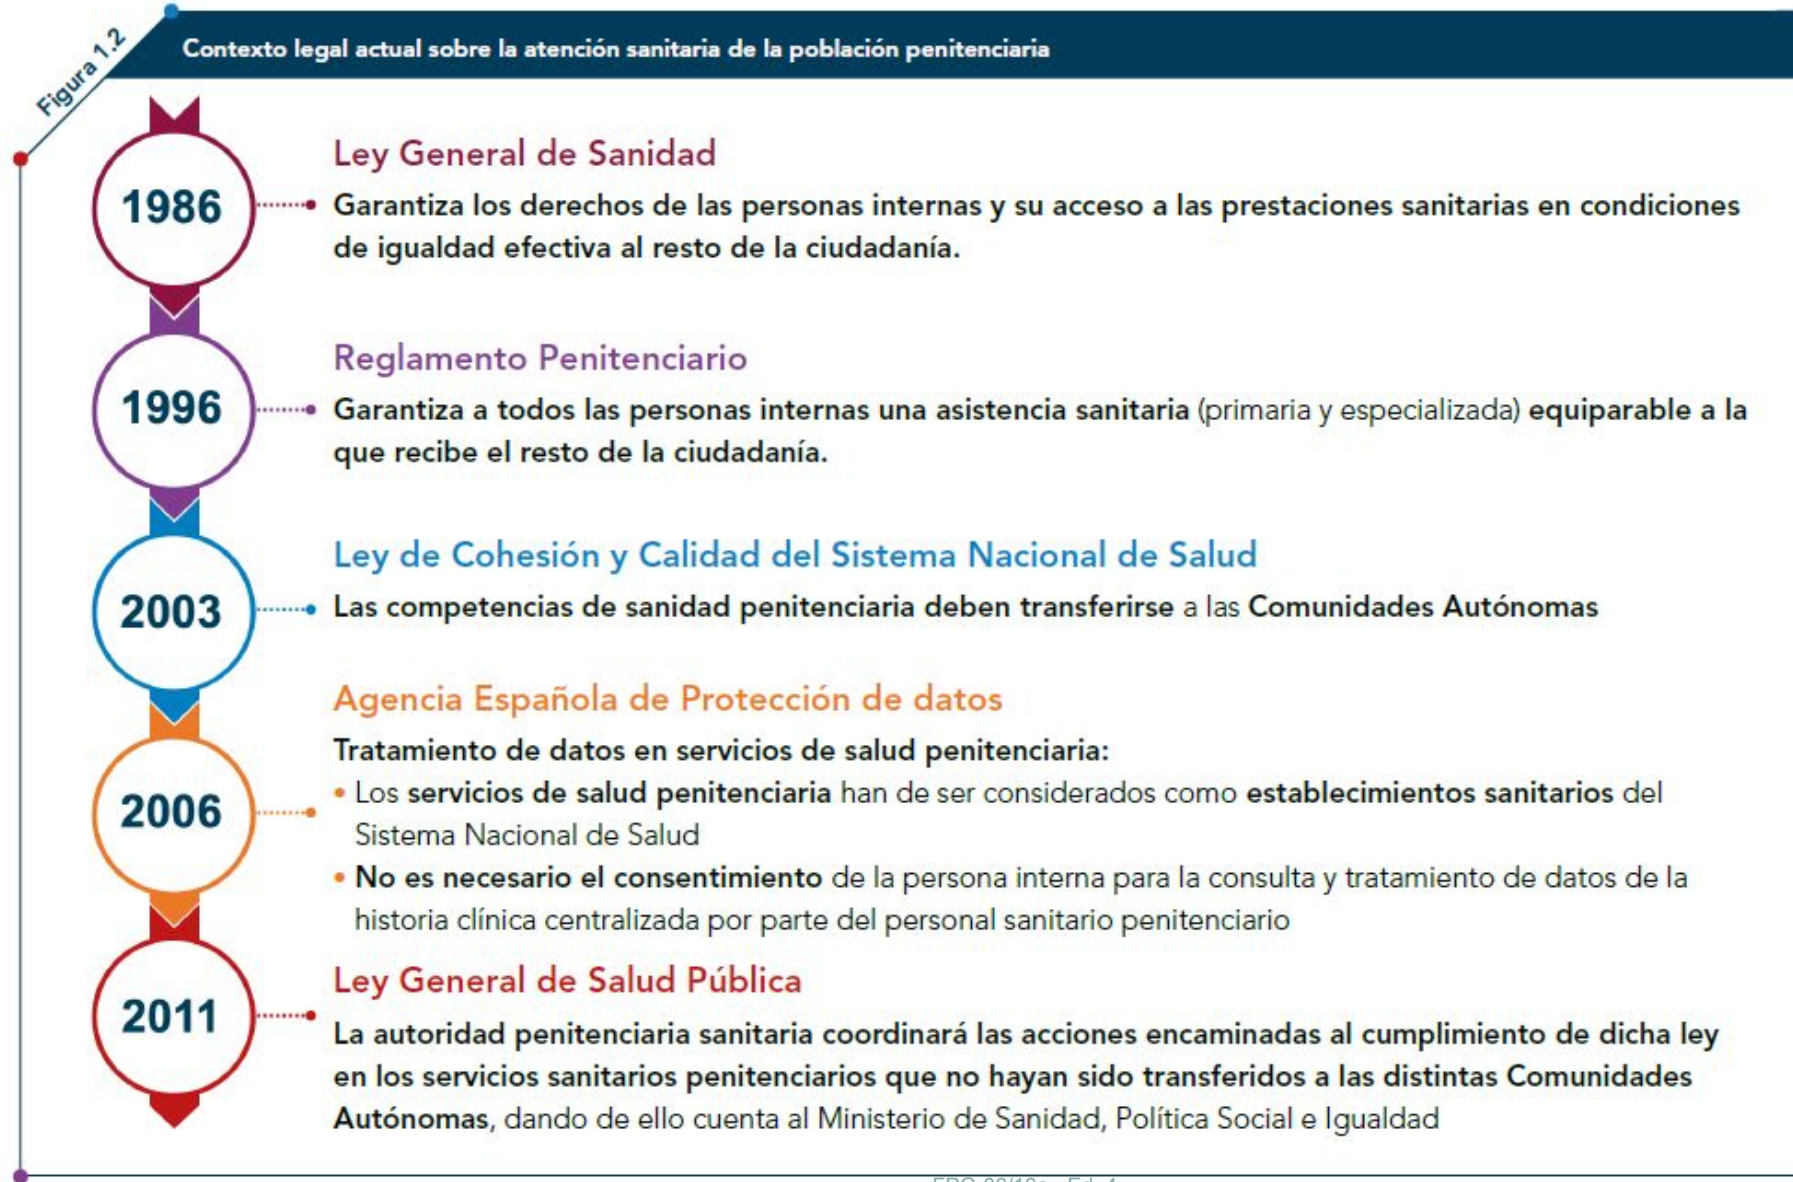 Figura 1.2
Contexto legal actual sobre la atención sanitaria de la población penitenciaria
1986
Ley General de Sanidad
Garantiza los derechos de las personas internas y su acceso a las prestaciones sanitarias en condiciones
de igualdad efectiva al resto de la ciudadanía.
1996
Reglamento Penitenciario
Garantiza a todos las personas internas una asistencia sanitaria (primaria y especializada) equiparable a la
que recibe el resto de la ciudadanía.
2003
Ley de Cohesión y Calidad del Sistema Nacional de Salud
Las competencias de sanidad penitenciaria deben transferirse a las Comunidades Autónomas
2006
Agencia Española de Protección de datos
Tratamiento de datos en servicios de salud penitenciaria:
• Los servicios de salud penitenciaria han de ser considerados como establecimientos sanitarios del
Sistema Nacional de Salud
• No es necesario el consentimiento de la persona interna para la consulta y tratamiento de datos de la
historia clínica centralizada por parte del personal sanitario penitenciario
2011
Ley General de Salud Pública
La autoridad penitenciaria sanitaria coordinará las acciones encaminadas al cumplimiento de dicha ley
en los servicios sanitarios penitenciarios que no hayan sido transferidos a las distintas Comunidades
Autónomas, dando de ello cuenta al Ministerio de Sanidad, Política Social e Igualdad